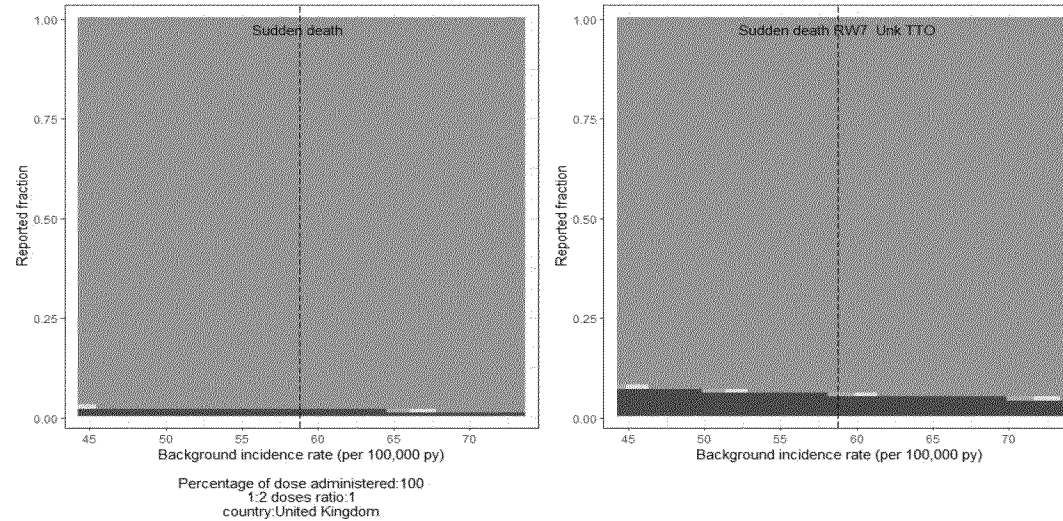 Sudden death
1.00
0.75
0.50
0.25
0.00
Reported fraction
45 50 55 60 65 70
Background incidence rate (per 100,000 py)
Percentage of dose administered:100
1:2 doses ratio:1
country:United Kingdom
Sudden death RW7 Unk TTO
1.00
0.75
0.50
0.25
0.00
Reported fraction
45 50 55 60 65 70
Background incidence rate (per 100,000 py)